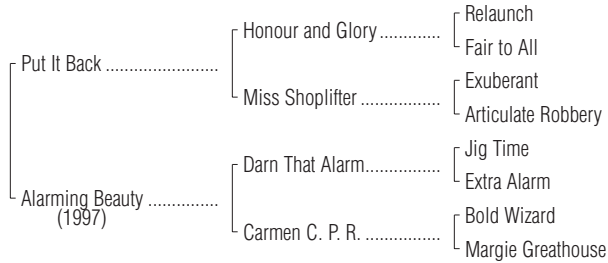 Relaunch
Honour and Glory .............
Fair to All
Put It Back .......................
Exuberant
Miss Shoplifter .................
Articulate Robbery
Jig Time
Darn That Alarm................
Extra Alarm
Alarming Beauty ...............
(1997)
Bold Wizard
Carmen C. P. R. ................
Margie Greathouse